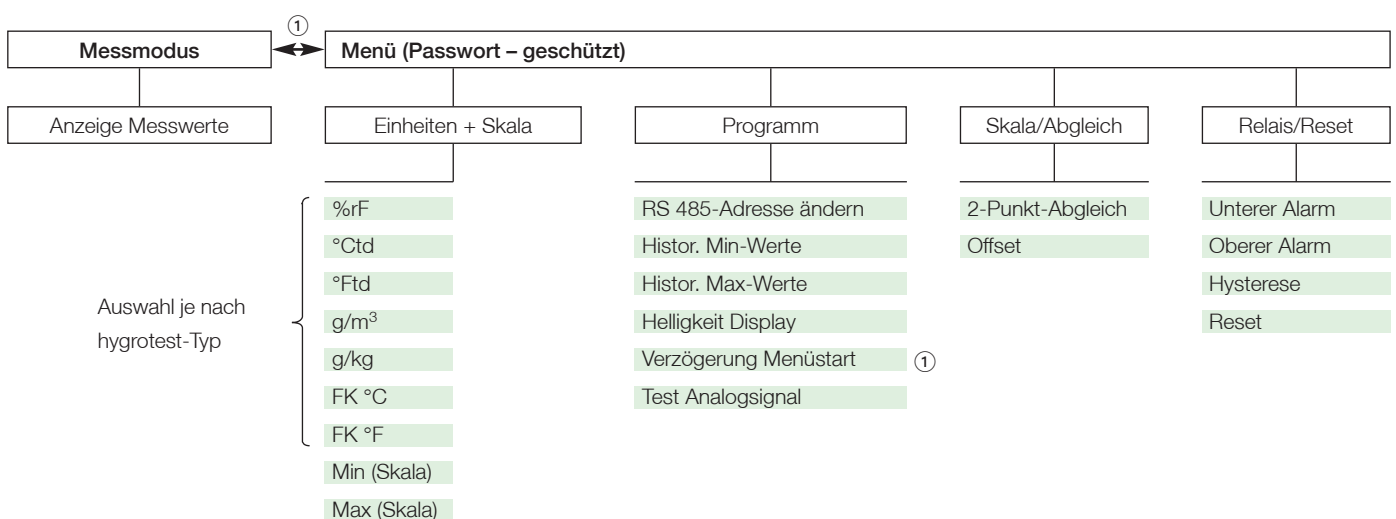 ①
Messmodus
Menü (Passwort – geschützt)
Anzeige Messwerte
Einheiten + Skala
Programm
Skala/Abgleich
Relais/Reset
Auswahl je nach
hygrotest-Typ
%rF
°Ctd
°Ftd
g/m³
g/kg
FK °C
FK °F
Min (Skala)
Max (Skala)
RS 485-Adresse ändern
Histor. Min-Werte
Histor. Max-Werte
Helligkeit Display
Verzögerung Menüstart ①
Test Analogsignal
2-Punkt-Abgleich
Offset
Unterer Alarm
Oberer Alarm
Hysterese
Reset